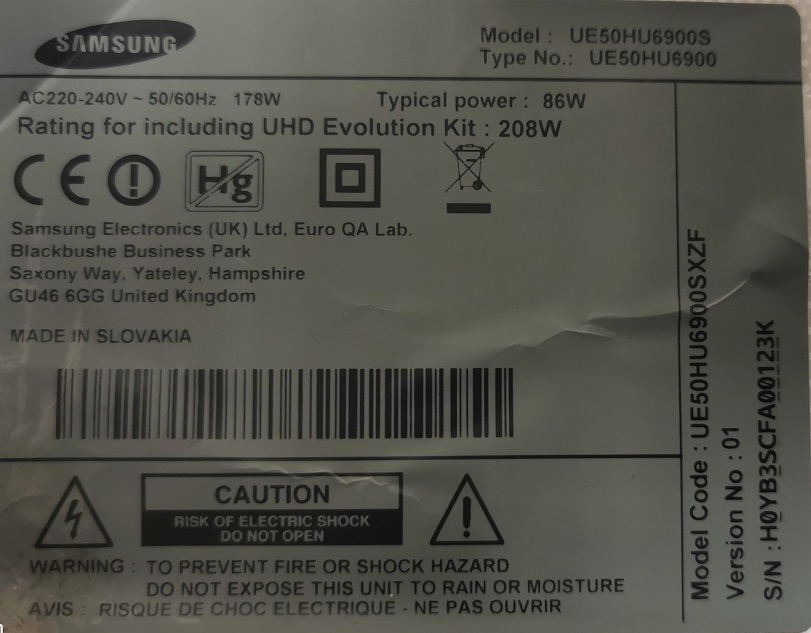 SAMSUNG
Model : UE50HU6900S
Type No.: UE50HU6900
AC220-240V ~ 50/60Hz 178W
Typical power : 86W
Rating for including UHD Evolution Kit : 208W
CE
Hg
Samsung Electronics (UK) Ltd, Euro QA Lab.
Blackbushe Business Park
Saxony Way, Yateley, Hampshire
GU46 6GG United Kingdom
MADE IN SLOVAKIA
CAUTION
RISK OF ELECTRIC SHOCK
DO NOT OPEN
WARNING : TO PREVENT FIRE OR SHOCK HAZARD
DO NOT EXPOSE THIS UNIT TO RAIN OR MOISTURE
AVIS : RISQUE DE CHOC ELECTRIQUE - NE PAS OUVRIR
Model Code : UE50HU6900SXZF
Version No : 01
S/N : H0YB3SCFA00123K